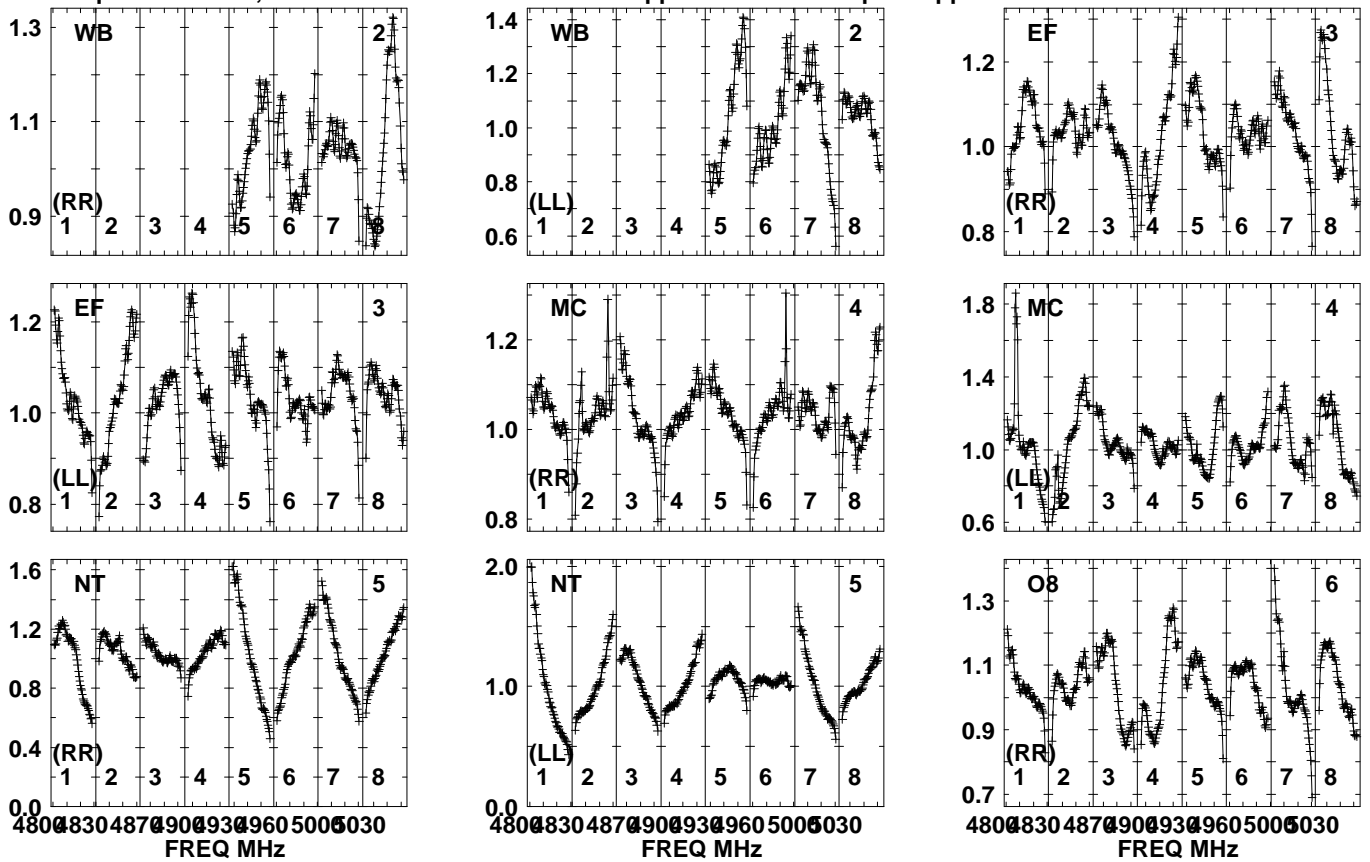 WB 2
1.3
1.1
0.9
(RR)
1 2 3 4 5 6 7 8
WB 2
1.4
1.2
1.0
0.8
0.6
(LL)
1 2 3 4 5 6 7 8
EF 3
1.2
1.0
0.8
(RR)
1 2 3 4 5 6 7 8
EF 3
1.2
1.0
0.8
(LL)
1 2 3 4 5 6 7 8
MC 4
1.2
1.0
0.8
(RR)
1 2 3 4 5 6 7 8
MC 4
1.8
1.4
1.0
0.6
(LL)
1 2 3 4 5 6 7 8
NT 5
1.6
1.2
0.8
0.4
0.0
(RR)
1 2 3 4 5 6 7 8
4800 4830 4870 4900 4930 4960 5000 5030
FREQ MHz
NT 5
2.0
1.0
0.0
(LL)
1 2 3 4 5 6 7 8
4800 4830 4870 4900 4930 4960 5000 5030
FREQ MHz
O8 6
1.3
1.1
0.9
0.7
(RR)
1 2 3 4 5 6 7 8
4800 4830 4870 4900 4930 4960 5000 5030
FREQ MHz